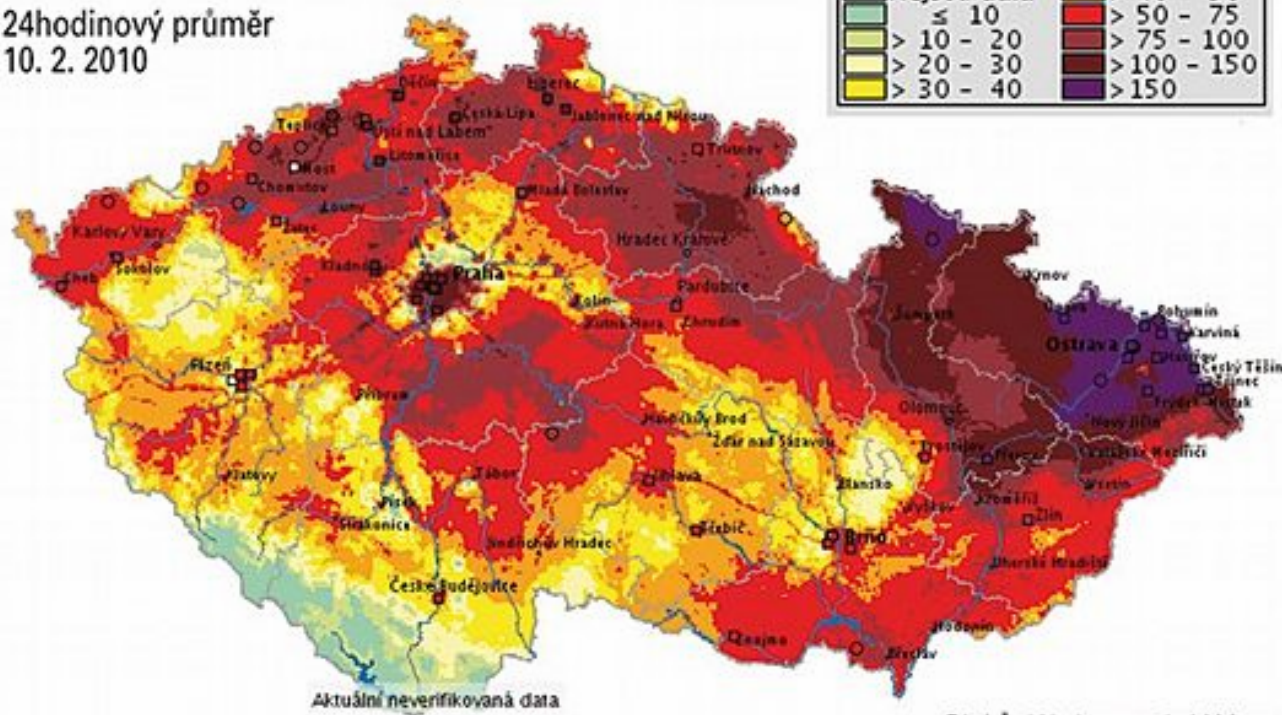 24hodinový průměr
10. 2. 2010
≤ 10
> 10 - 20
> 20 - 30
> 30 - 40
> 50 - 75
> 75 - 100
>100 - 150
>150
Děčín
Liberec
Česká Lípa
Jablonec nad Nisou
Teplice
Ústí nad Labem
Litoměřice
Most
Chomutov
Trutnov
Mladá Boleslav
Náchod
Louny
Žatec
Karlovy Vary
Sokolov
Cheb
Kladno
Praha
Hradec Králové
Pardubice
Kolín
Kutná Hora
Chrudim
Krnov
Šumperk
Opava
Bohumín
Karviná
Ostrava
Havířov
Český Těšín
Třinec
Frýdek-Místek
Nový Jičín
Plzeň
Příbram
Olomouc
Havlíčkův Brod
Žďár nad Sázavou
Prostějov
Přerov
Valašské Meziříčí
Vsetín
Klatovy
Tábor
Jihlava
Blansko
Písek
Strakonice
Vyškov
Kroměříž
Zlín
Třebíč
Brno
Jindřichův Hradec
Uherské Hradiště
České Budějovice
Znojmo
Hodonín
Břeclav
Aktuální neverifikovaná data